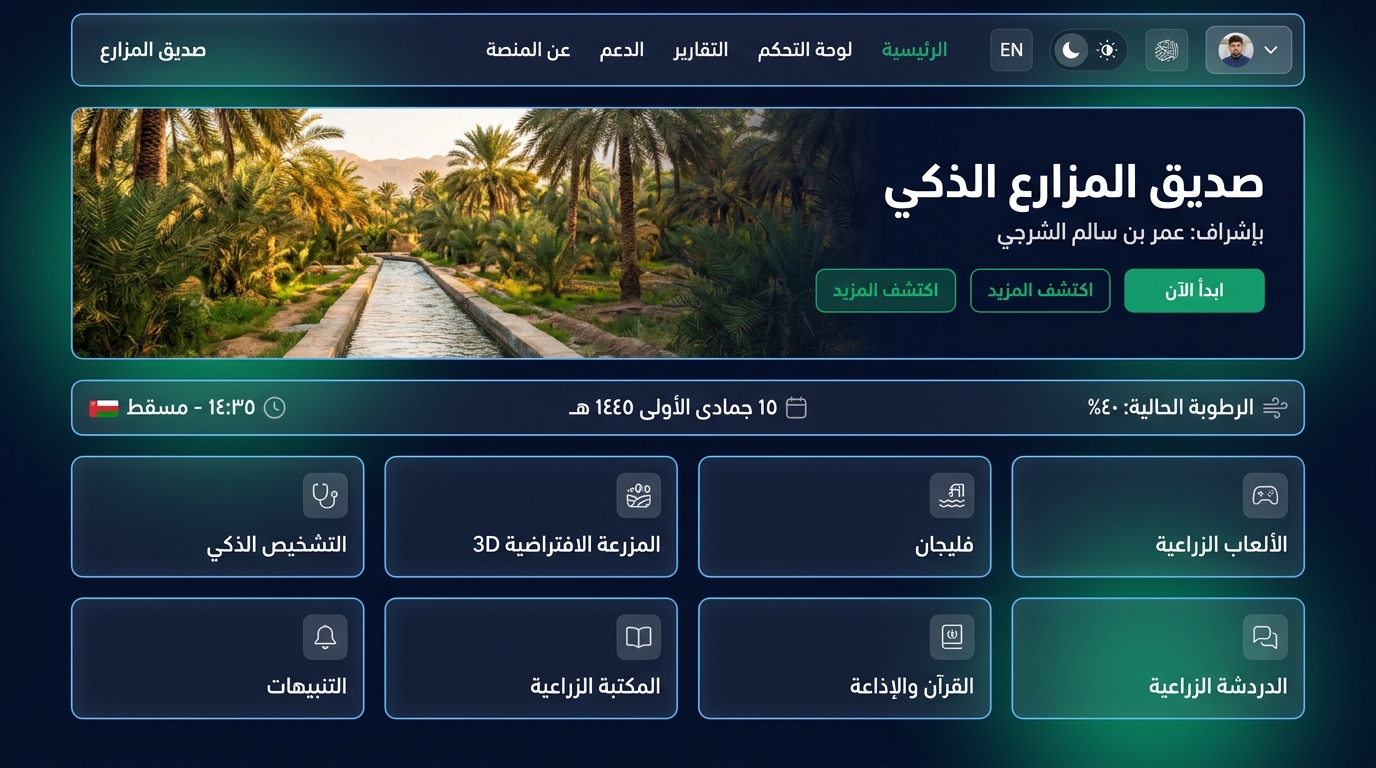 EN
الرئيسية
لوحة التحكم
التقارير
الدعم
عن المنصة
صديق المزارع
صديق المزارع الذكي
بإشراف: عمر بن سالم الشرجي
ابدأ الآن
اكتشف المزيد
اكتشف المزيد
الرطوبة الحالية: ٤٠%
١٥ جمادى الأولى ١٤٤٥ هـ
١٤:٣٥ - مسقط
الألعاب الزراعية
فليجان
المزرعة الافتراضية 3D
التشخيص الذكي
الدردشة الزراعية
القرآن والإذاعة
المكتبة الزراعية
التنبيهات